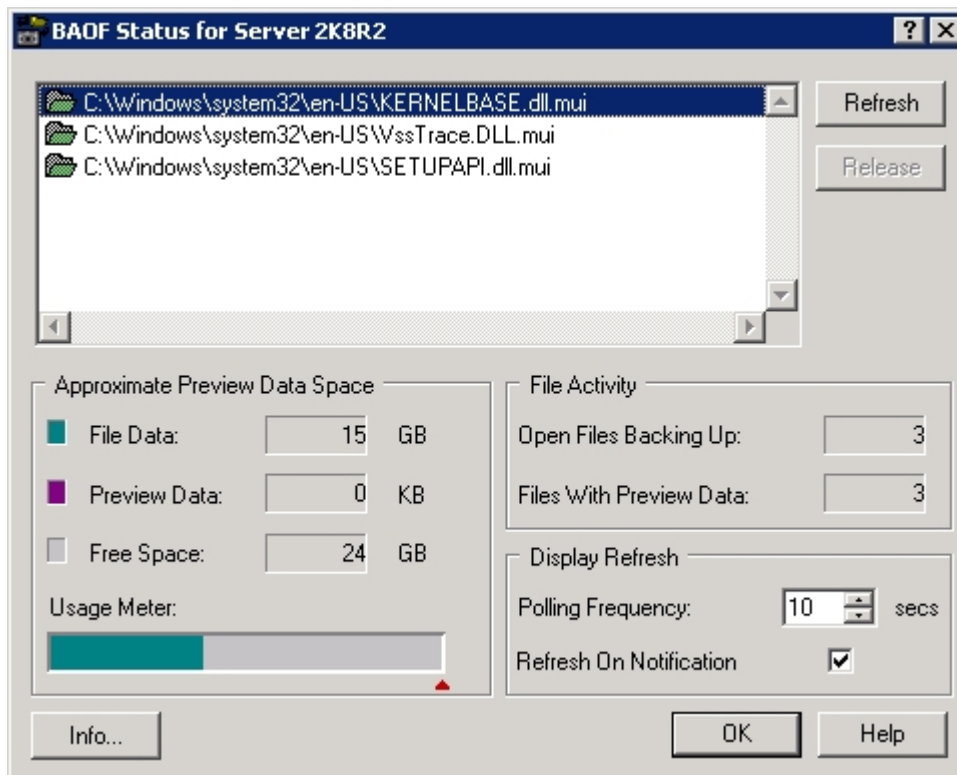 BAOF Status for Server 2K8R2
C:\Windows\system32\en-US\KERNELBASE.dll.mui
C:\Windows\system32\en-US\VssTrace.DLL.mui
C:\Windows\system32\en-US\SETUPAPI.dll.mui
Refresh
Release
Approximate Preview Data Space
File Data: 15 GB
Preview Data: 0 KB
Free Space: 24 GB
Usage Meter:
File Activity
Open Files Backing Up: 3
Files With Preview Data: 3
Display Refresh
Polling Frequency: 10 secs
Refresh On Notification
Info...
OK
Help